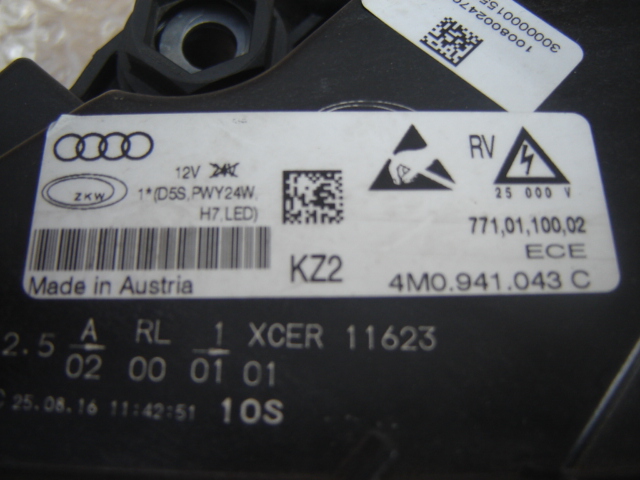 ZKW
12V 24V
1*(D5S,PWY24W,
H7,LED)
Made in Austria
KZ2
RV
25 000 V
771,01,100,02
ECE
4M0.941.043 C
2.5 A RL 1 XCER 11623
02 00 01 01
25.08.16 11:42:51 10S